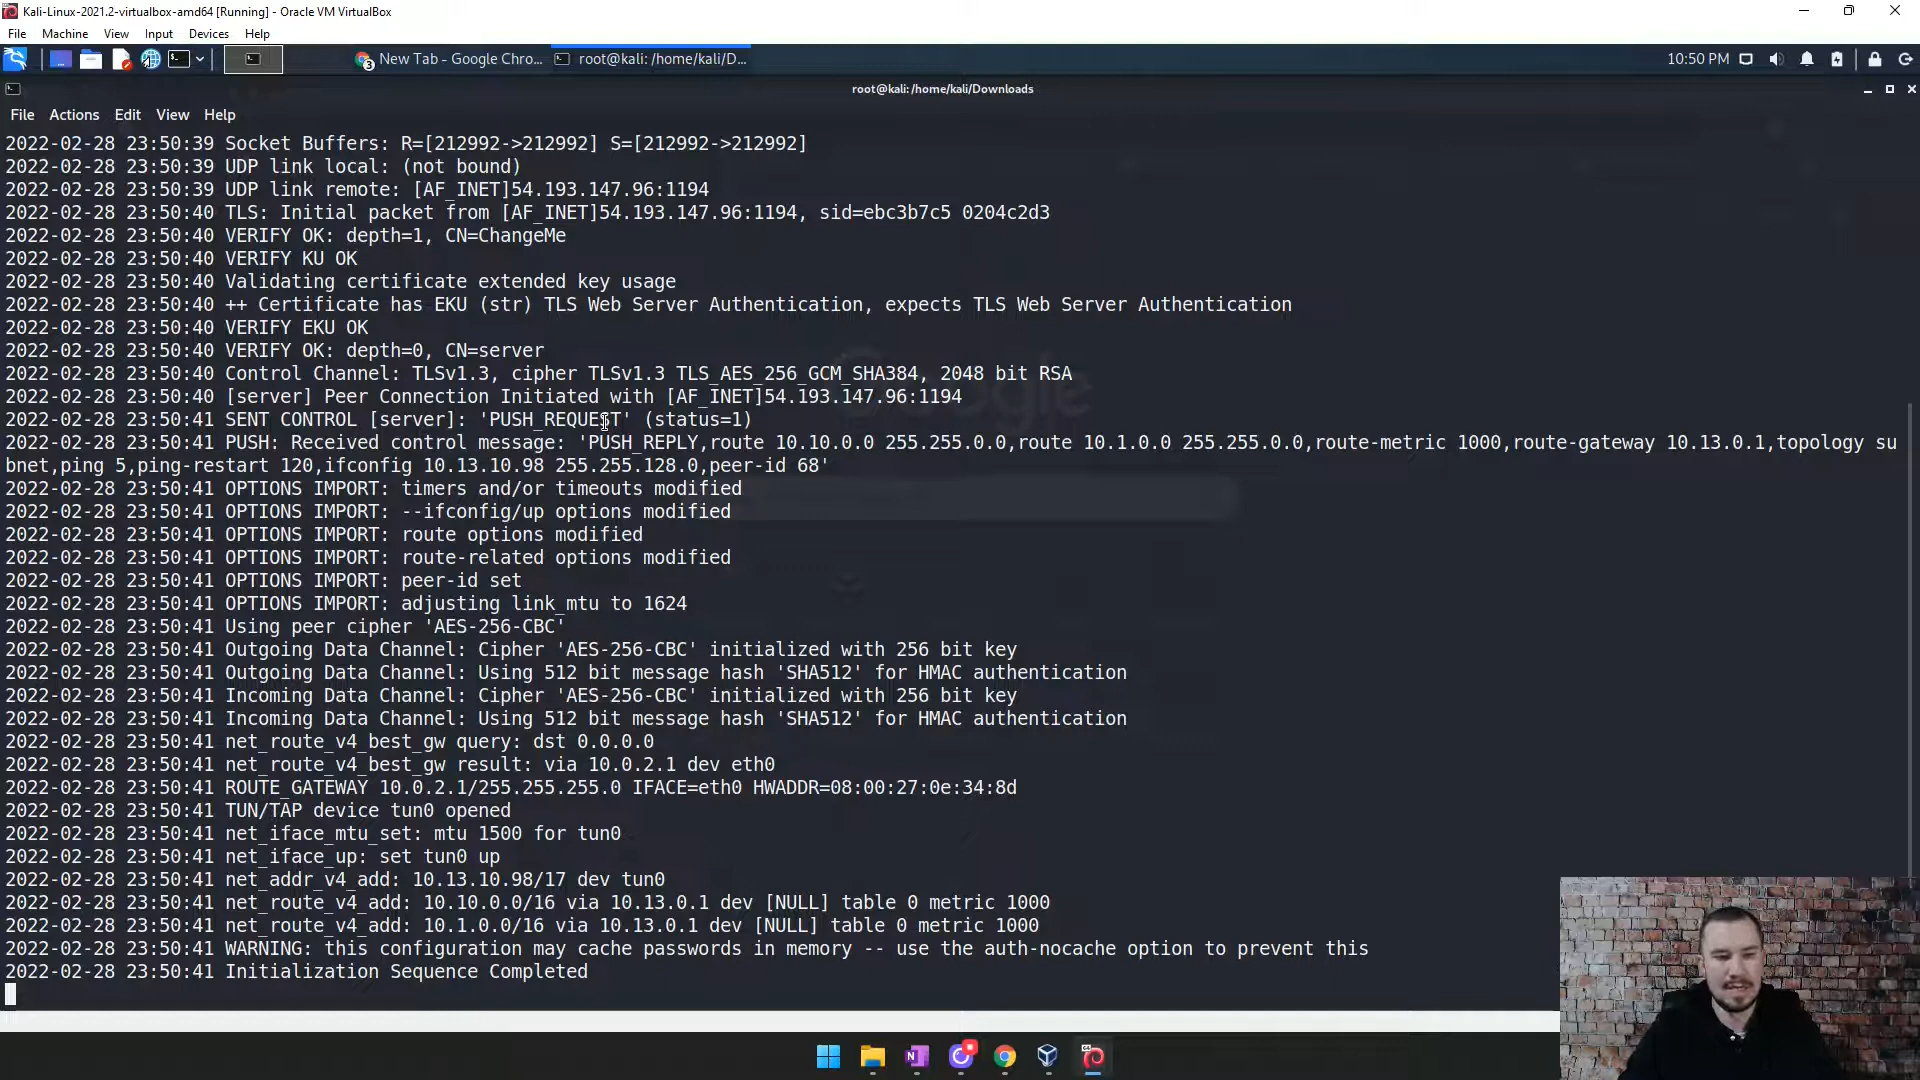 Kali-Linux-2021.2-virtualbox-amd64 [Running] - Oracle VM VirtualBox
File Machine View Input Devices Help
New Tab - Google Chro...
root@kali: /home/kali/D...
10:50 PM
root@kali: /home/kali/Downloads
File Actions Edit View Help
2022-02-28 23:50:39 Socket Buffers: R=[212992->212992] S=[212992->212992]
2022-02-28 23:50:39 UDP link local: (not bound)
2022-02-28 23:50:39 UDP link remote: [AF_INET]54.193.147.96:1194
2022-02-28 23:50:40 TLS: Initial packet from [AF_INET]54.193.147.96:1194, sid=ebc3b7c5 0204c2d3
2022-02-28 23:50:40 VERIFY OK: depth=1, CN=ChangeMe
2022-02-28 23:50:40 VERIFY KU OK
2022-02-28 23:50:40 Validating certificate extended key usage
2022-02-28 23:50:40 ++ Certificate has EKU (str) TLS Web Server Authentication, expects TLS Web Server Authentication
2022-02-28 23:50:40 VERIFY EKU OK
2022-02-28 23:50:40 VERIFY OK: depth=0, CN=server
2022-02-28 23:50:40 Control Channel: TLSv1.3, cipher TLSv1.3 TLS_AES_256_GCM_SHA384, 2048 bit RSA
2022-02-28 23:50:40 [server] Peer Connection Initiated with [AF_INET]54.193.147.96:1194
2022-02-28 23:50:41 SENT CONTROL [server]: 'PUSH_REQUEST' (status=1)
2022-02-28 23:50:41 PUSH: Received control message: 'PUSH_REPLY,route 10.10.0.0 255.255.0.0,route 10.1.0.0 255.255.0.0,route-metric 1000,route-gateway 10.13.0.1,topology su
bnet,ping 5,ping-restart 120,ifconfig 10.13.10.98 255.255.128.0,peer-id 68'
2022-02-28 23:50:41 OPTIONS IMPORT: timers and/or timeouts modified
2022-02-28 23:50:41 OPTIONS IMPORT: --ifconfig/up options modified
2022-02-28 23:50:41 OPTIONS IMPORT: route options modified
2022-02-28 23:50:41 OPTIONS IMPORT: route-related options modified
2022-02-28 23:50:41 OPTIONS IMPORT: peer-id set
2022-02-28 23:50:41 OPTIONS IMPORT: adjusting link_mtu to 1624
2022-02-28 23:50:41 Using peer cipher 'AES-256-CBC'
2022-02-28 23:50:41 Outgoing Data Channel: Cipher 'AES-256-CBC' initialized with 256 bit key
2022-02-28 23:50:41 Outgoing Data Channel: Using 512 bit message hash 'SHA512' for HMAC authentication
2022-02-28 23:50:41 Incoming Data Channel: Cipher 'AES-256-CBC' initialized with 256 bit key
2022-02-28 23:50:41 Incoming Data Channel: Using 512 bit message hash 'SHA512' for HMAC authentication
2022-02-28 23:50:41 net_route_v4_best_gw query: dst 0.0.0.0
2022-02-28 23:50:41 net_route_v4_best_gw result: via 10.0.2.1 dev eth0
2022-02-28 23:50:41 ROUTE_GATEWAY 10.0.2.1/255.255.255.0 IFACE=eth0 HWADDR=08:00:27:0e:34:8d
2022-02-28 23:50:41 TUN/TAP device tun0 opened
2022-02-28 23:50:41 net_iface_mtu_set: mtu 1500 for tun0
2022-02-28 23:50:41 net_iface_up: set tun0 up
2022-02-28 23:50:41 net_addr_v4_add: 10.13.10.98/17 dev tun0
2022-02-28 23:50:41 net_route_v4_add: 10.10.0.0/16 via 10.13.0.1 dev [NULL] table 0 metric 1000
2022-02-28 23:50:41 net_route_v4_add: 10.1.0.0/16 via 10.13.0.1 dev [NULL] table 0 metric 1000
2022-02-28 23:50:41 WARNING: this configuration may cache passwords in memory -- use the auth-nocache option to prevent this
2022-02-28 23:50:41 Initialization Sequence Completed